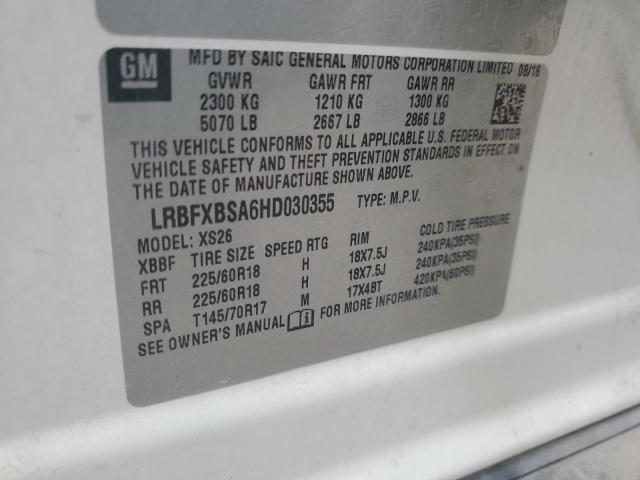 GM
MFD BY SAIC GENERAL MOTORS CORPORATION LIMITED 08/16
GVWR GAWR FRT GAWR RR
2300 KG 1210 KG 1300 KG
5070 LB 2667 LB 2866 LB
THIS VEHICLE CONFORMS TO ALL APPLICABLE U.S. FEDERAL MOTOR
VEHICLE SAFETY AND THEFT PREVENTION STANDARDS IN EFFECT ON
THE DATE OF MANUFACTURE SHOWN ABOVE.
LRBFXBSA6HD030355 TYPE: M.P.V.
MODEL: XS26
XBBF TIRE SIZE SPEED RTG RIM COLD TIRE PRESSURE
FRT 225/60R18 H 18X7.5J 240KPA(35PSI)
RR 225/60R18 H 18X7.5J 240KPA(35PSI)
SPA T145/70R17 M 17X4BT 420KPA(60PSI)
SEE OWNER'S MANUAL FOR MORE INFORMATION.